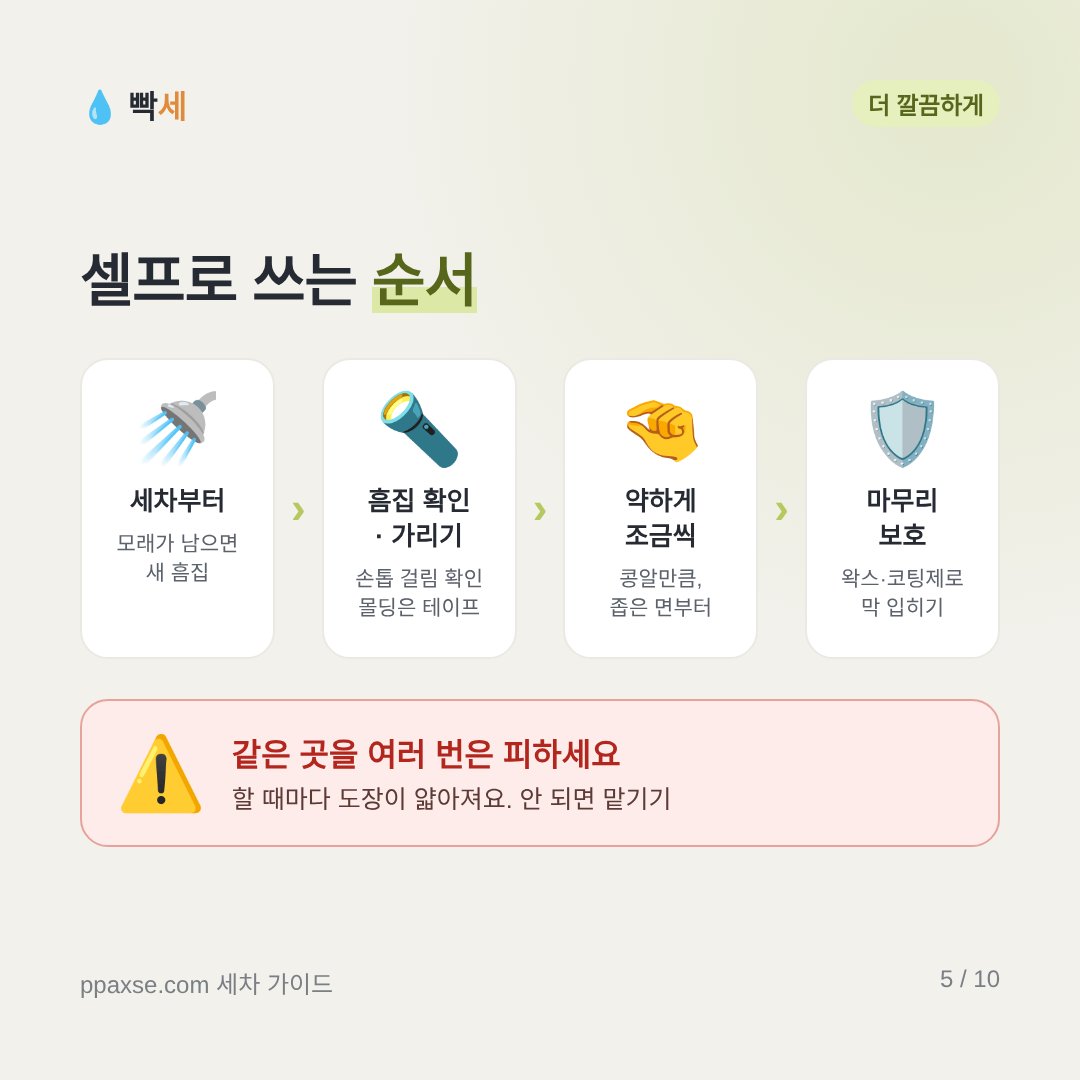 빡세
더 깔끔하게
셀프로 쓰는 순서
세차부터
모래가 남으면
새 흠집
›
흠집 확인
· 가리기
손톱 걸림 확인
몰딩은 테이프
›
약하게
조금씩
콩알만큼,
좁은 면부터
›
마무리
보호
왁스·코팅제로
막 입히기
같은 곳을 여러 번은 피하세요
할 때마다 도장이 얇아져요. 안 되면 맡기기
ppaxse.com 세차 가이드
5 / 10